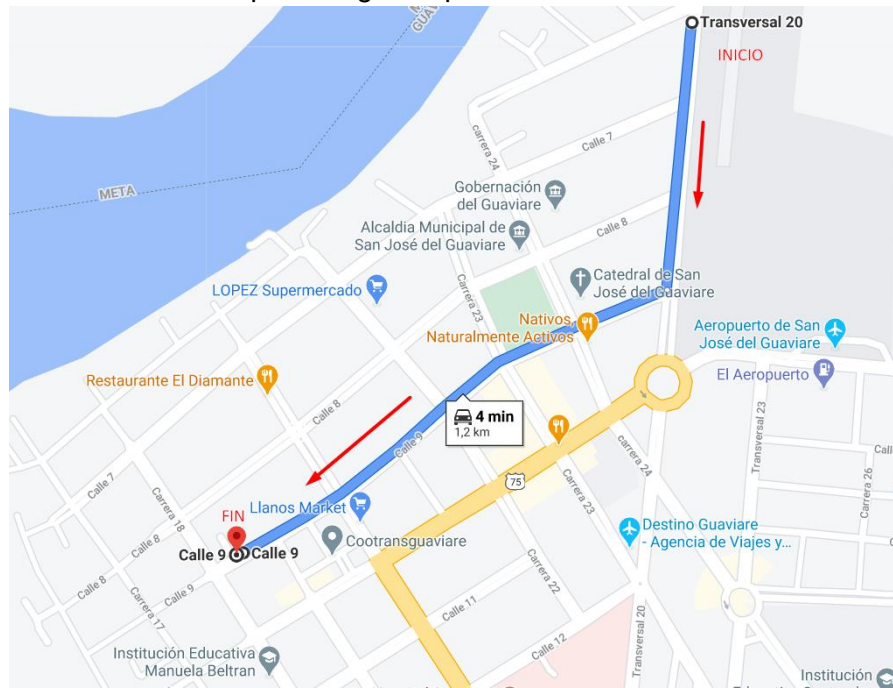 Transversal 20
INICIO
META
GUA
carrera 24
Calle 7
Gobernación
del Guaviare
Alcaldia Municipal de
San José del Guaviare
Calle 8
Catedral de San
José del Guaviare
LOPEZ Supermercado
Carrera 23
Nativos
Naturalmente Activos
Aeropuerto de San
José del Guaviare
El Aeropuerto
Restaurante El Diamante
Calle 8
4 min
1,2 km
Calle 9
75
Transversal 23
carrera 24
Call
Calle 7
Carrera 18
Llanos Market
FIN
Calle 9
Calle 9
Cootransguaviare
Carrera 23
Carrera 26
Destino Guaviare
- Agencia de Viajes y...
Calle 8
Calle 8
Calle 9
Carrera 17
Carrera 22
Calle 11
Calle 12
Transversal 20
Institución Educativa
Manuela Beltran
Institución